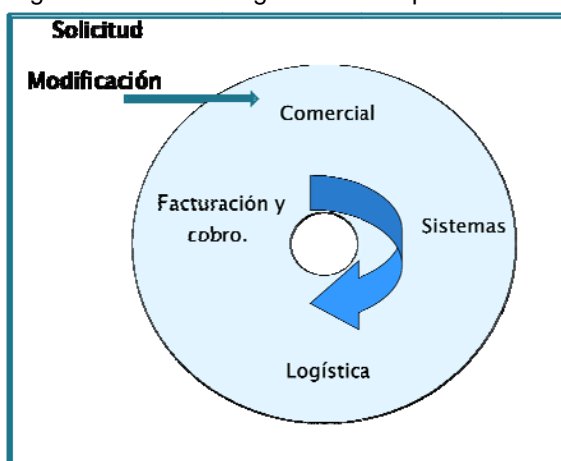 Solicitud
Modificación
Comercial
Facturación y
cobro.
Sistemas
Logística